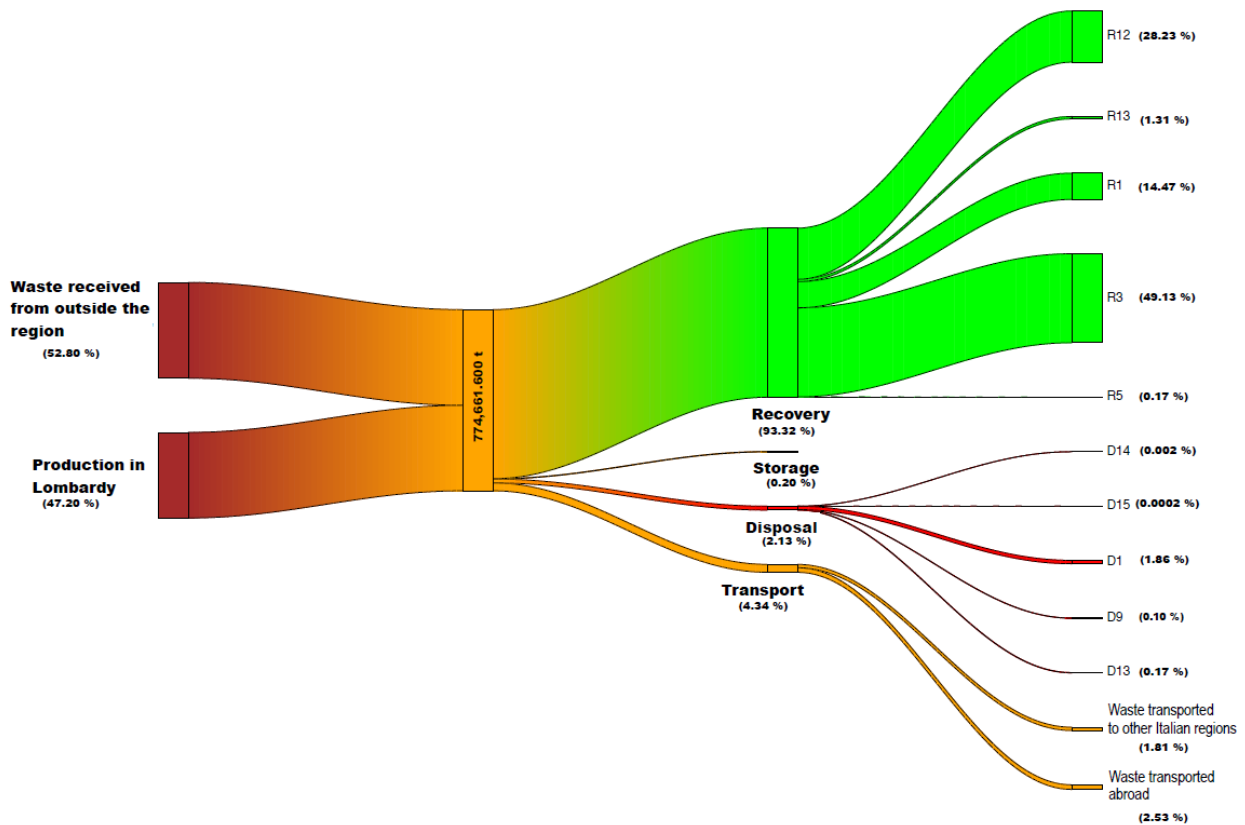 R12 (28.23 %)
R13 (1.31 %)
R1 (14.47 %)
Waste received
from outside the
region
(52.80 %)
R3 (49.13 %)
774,661.600 t
R5 (0.17 %)
Recovery
(93.32 %)
D14 (0.002 %)
Production in
Lombardy
(47.20 %)
Storage
(0.20 %)
D15 (0.0002 %)
Disposal
(2.13 %)
D1 (1.86 %)
Transport
(4.34 %)
D9 (0.10 %)
D13 (0.17 %)
Waste transported
to other Italian regions
(1.81 %)
Waste transported
abroad
(2.53 %)